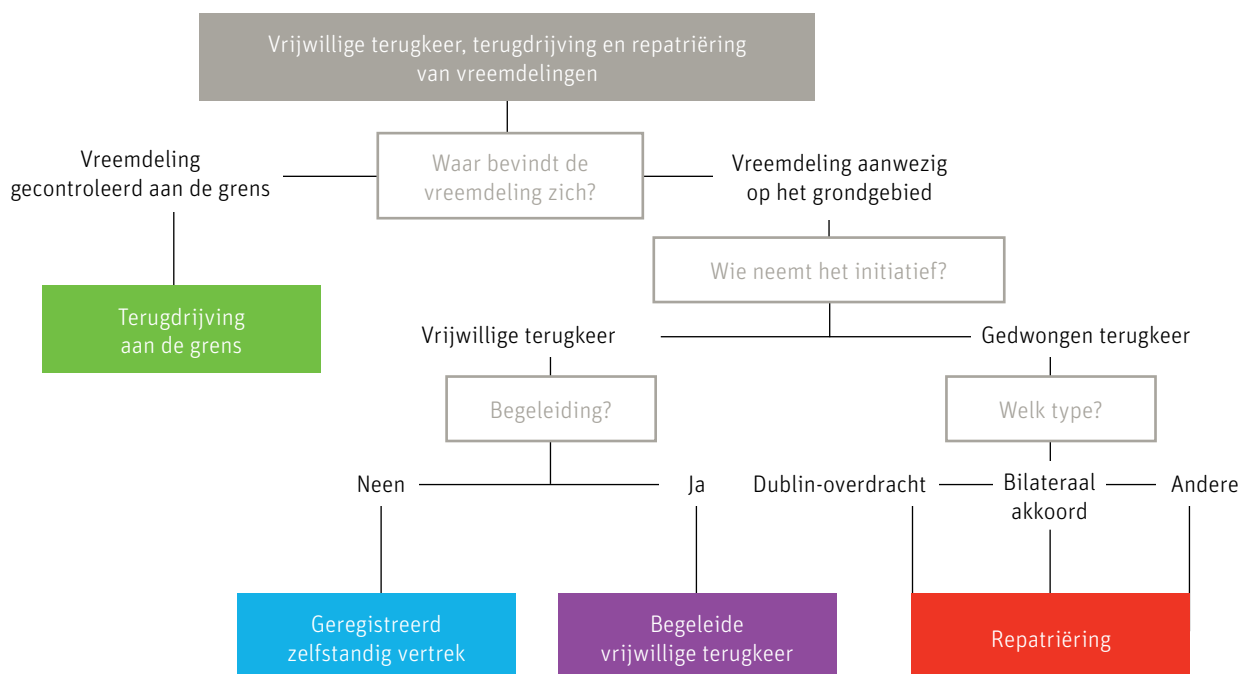 Vrijwillige terugkeer, terugdrijving en repatriëring
van vreemdelingen
Waar bevindt de
vreemdeling zich?
Vreemdeling
gecontroleerd aan de grens
Vreemdeling aanwezig
op het grondgebied
Wie neemt het initiatief?
Terugdrijving
aan de grens
Vrijwillige terugkeer
Gedwongen terugkeer
Begeleiding?
Welk type?
Neen
Ja
Dublin-overdracht
Bilateraal
akkoord
Andere
Geregistreerd
zelfstandig vertrek
Begeleide
vrijwillige terugkeer
Repatriëring